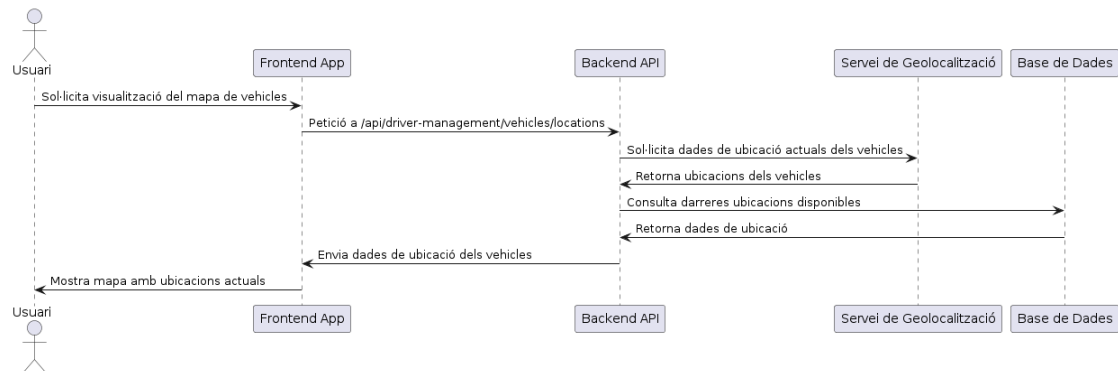 Usuari
Frontend App
Backend API
Servei de Geolocalització
Base de Dades
Sol·licita visualització del mapa de vehicles
Petició a /api/driver-management/vehicles/locations
Sol·licita dades de ubicació actuals dels vehicles
Retorna ubicacions dels vehicles
Consulta darreres ubicacions disponibles
Retorna dades de ubicació
Envia dades de ubicació dels vehicles
Mostra mapa amb ubicacions actuals
Usuari
Frontend App
Backend API
Servei de Geolocalització
Base de Dades